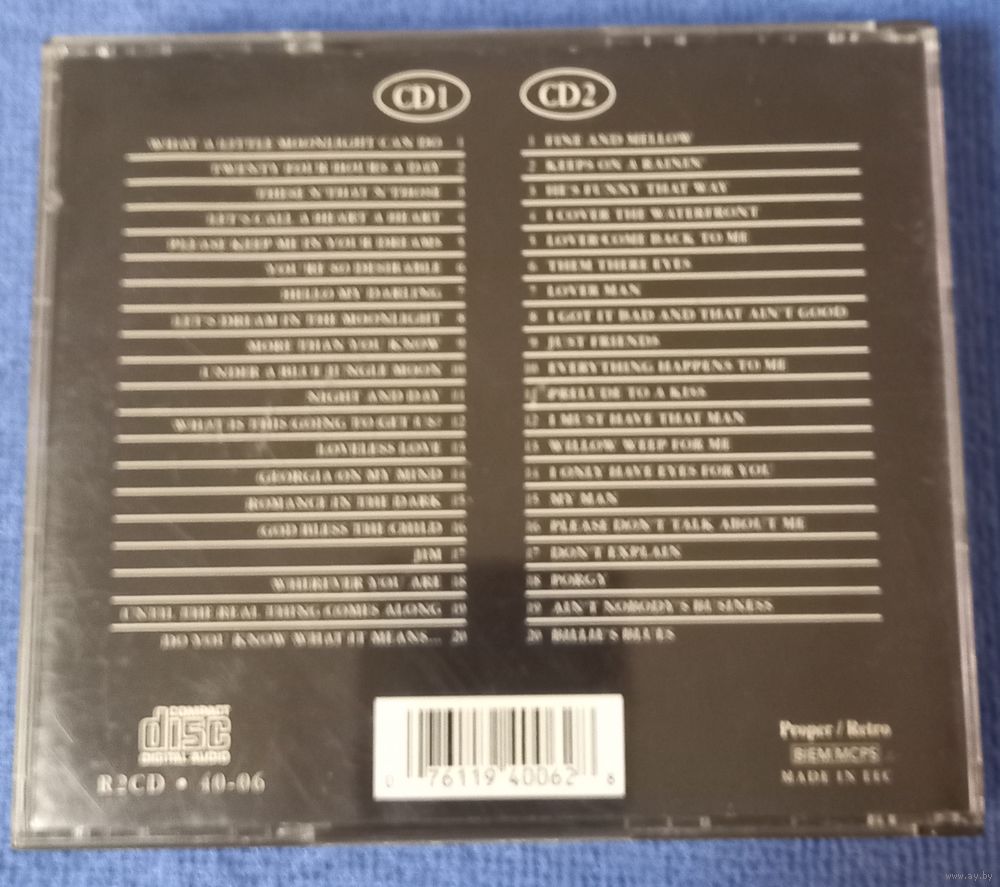 CD1
WHAT A LITTLE MOONLIGHT CAN DO 1
TWENTY FOUR HOURS A DAY 2
THESE N THAT N THOSE 3
LET'S CALL A HEART A HEART 4
PLEASE KEEP ME IN YOUR DREAMS 5
YOU'RE SO DESIRABLE 6
HELLO MY DARLING 7
LET'S DREAM IN THE MOONLIGHT 8
MORE THAN YOU KNOW 9
UNDER A BLUE JUNGLE MOON 10
NIGHT AND DAY 11
WHAT IS THIS GOING TO GET US? 12
LOVELESS LOVE 13
GEORGIA ON MY MIND 14
ROMANCE IN THE DARK 15
GOD BLESS THE CHILD 16
JIM 17
WHEREVER YOU ARE 18
UNTIL THE REAL THING COMES ALONG 19
DO YOU KNOW WHAT IT MEANS... 20
CD2
1 FINE AND MELLOW
2 KEEPS ON A RAININ'
3 HE'S FUNNY THAT WAY
4 I COVER THE WATERFRONT
5 LOVER COME BACK TO ME
6 THEM THERE EYES
7 LOVER MAN
8 I GOT IT BAD AND THAT AIN'T GOOD
9 JUST FRIENDS
10 EVERYTHING HAPPENS TO ME
11 PRELUDE TO A KISS
12 I MUST HAVE THAT MAN
13 WILLOW WEEP FOR ME
14 I ONLY HAVE EYES FOR YOU
15 MY MAN
16 PLEASE DON'T TALK ABOUT ME
17 DON'T EXPLAIN
18 PORGY
19 AIN'T NOBODY'S BUSINESS
20 BILLIE'S BLUES
COMPACT
disc
DIGITAL AUDIO
R2CD • 40-06
0 76119 40062 6
Proper / Retro
BIEM/MCPS
MADE IN EEC
www.ay.by